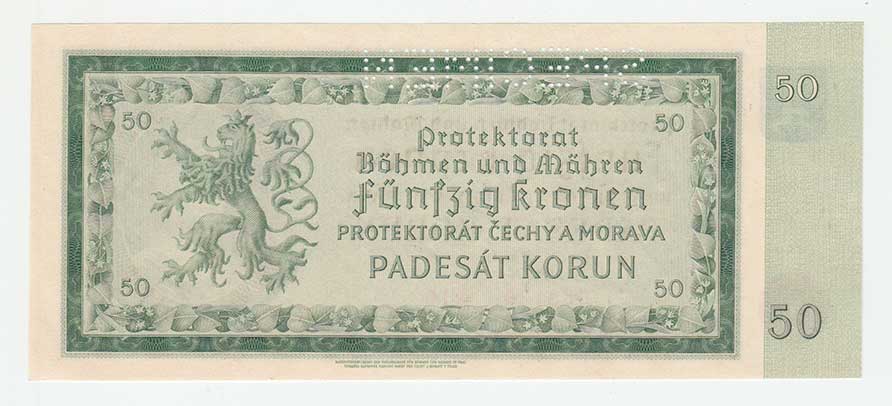 50 50 50
Protektorat
Böhmen und Mähren
Fünfzig Kronen
PROTEKTORÁT ČECHY A MORAVA
PADESÁT KORUN
50 50 50